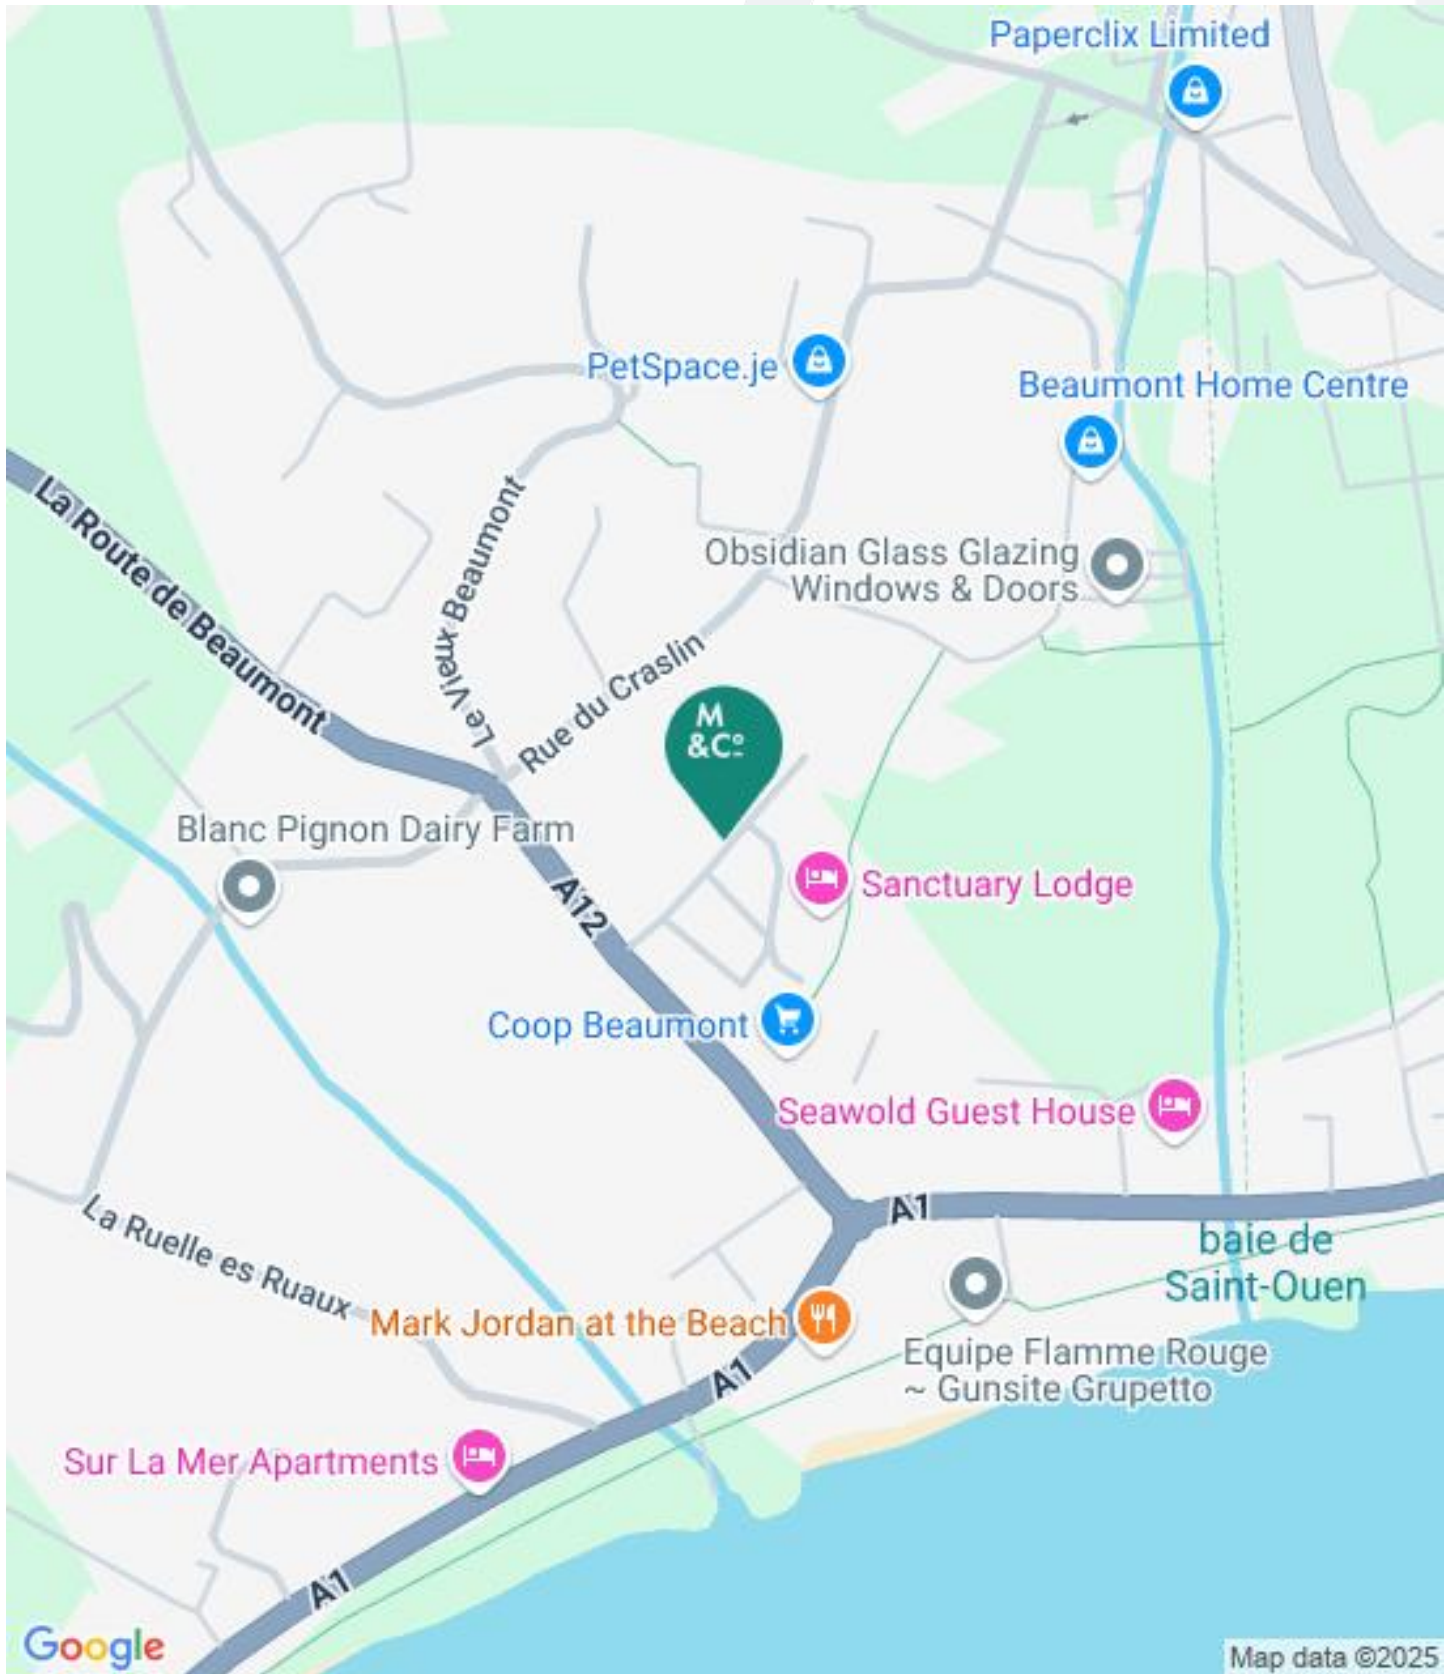 Paperclix Limited
PetSpace.je
Beaumont Home Centre
La Route de Beaumont
Le Vieux Beaumont
Obsidian Glass Glazing
Windows & Doors
Rue du Craslin
M
&Cº
Blanc Pignon Dairy Farm
A12
Sanctuary Lodge
Coop Beaumont
Seawold Guest House
A1
La Ruelle es Ruaux
baie de
Saint-Ouen
Mark Jordan at the Beach
Equipe Flamme Rouge
~ Gunsite Grupetto
A1
Sur La Mer Apartments
A1
Google
Map data ©2025